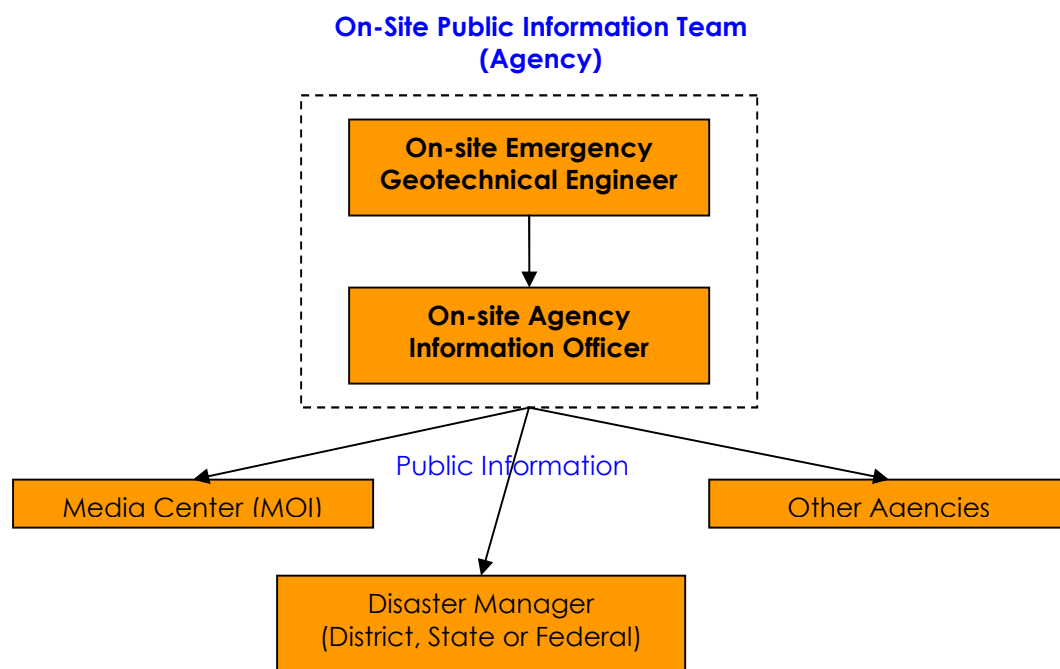 On-Site Public Information Team
(Agency)
On-site Emergency
Geotechnical Engineer
On-site Agency
Information Officer
Public Information
Media Center (MOI)
Other Agencies
Disaster Manager
(District, State or Federal)